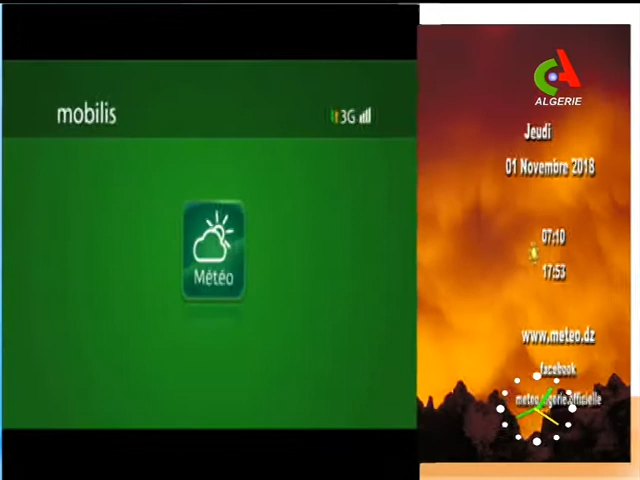 mobilis
3G
Météo
ALGERIE
Jeudi
01 Novembre 2018
07:10
17:53
www.meteo.dz
facebook
meteo algerie.officielle